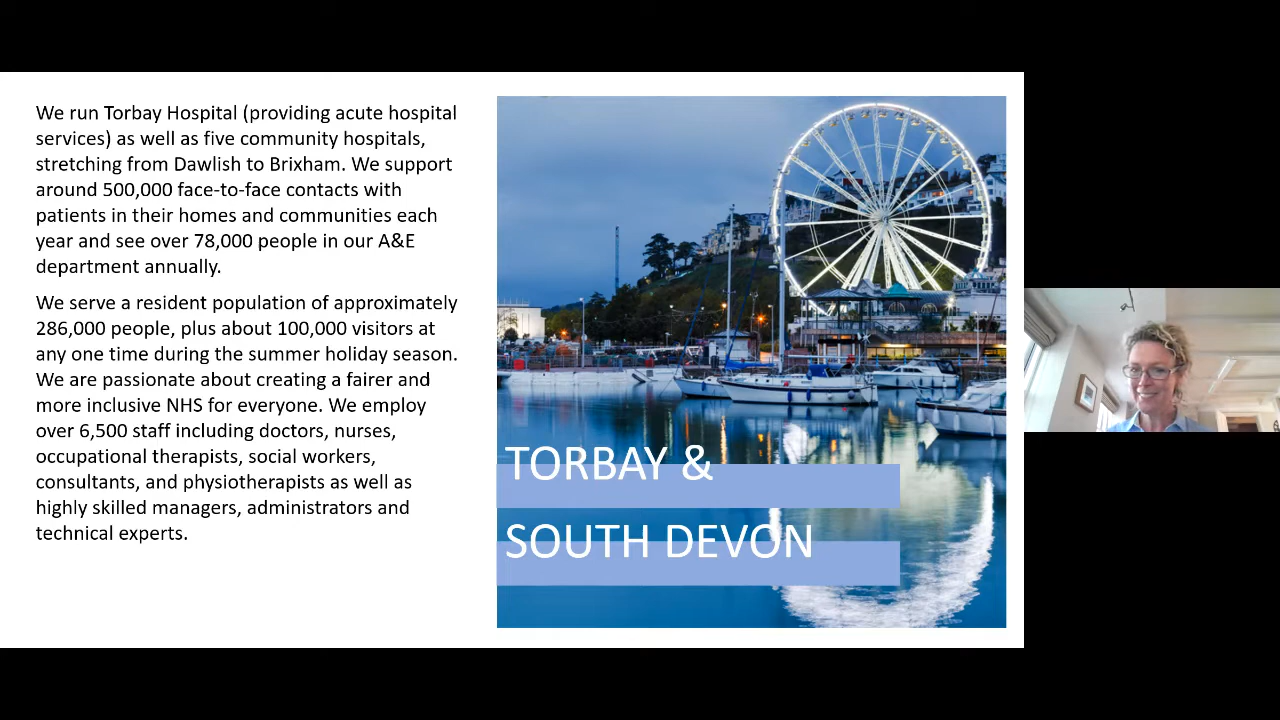 We run Torbay Hospital (providing acute hospital
services) as well as five community hospitals,
stretching from Dawlish to Brixham. We support
around 500,000 face-to-face contacts with
patients in their homes and communities each
year and see over 78,000 people in our A&E
department annually.
We serve a resident population of approximately
286,000 people, plus about 100,000 visitors at
any one time during the summer holiday season.
We are passionate about creating a fairer and
more inclusive NHS for everyone. We employ
over 6,500 staff including doctors, nurses,
occupational therapists, social workers,
consultants, and physiotherapists as well as
highly skilled managers, administrators and
technical experts.
TORBAY &
SOUTH DEVON